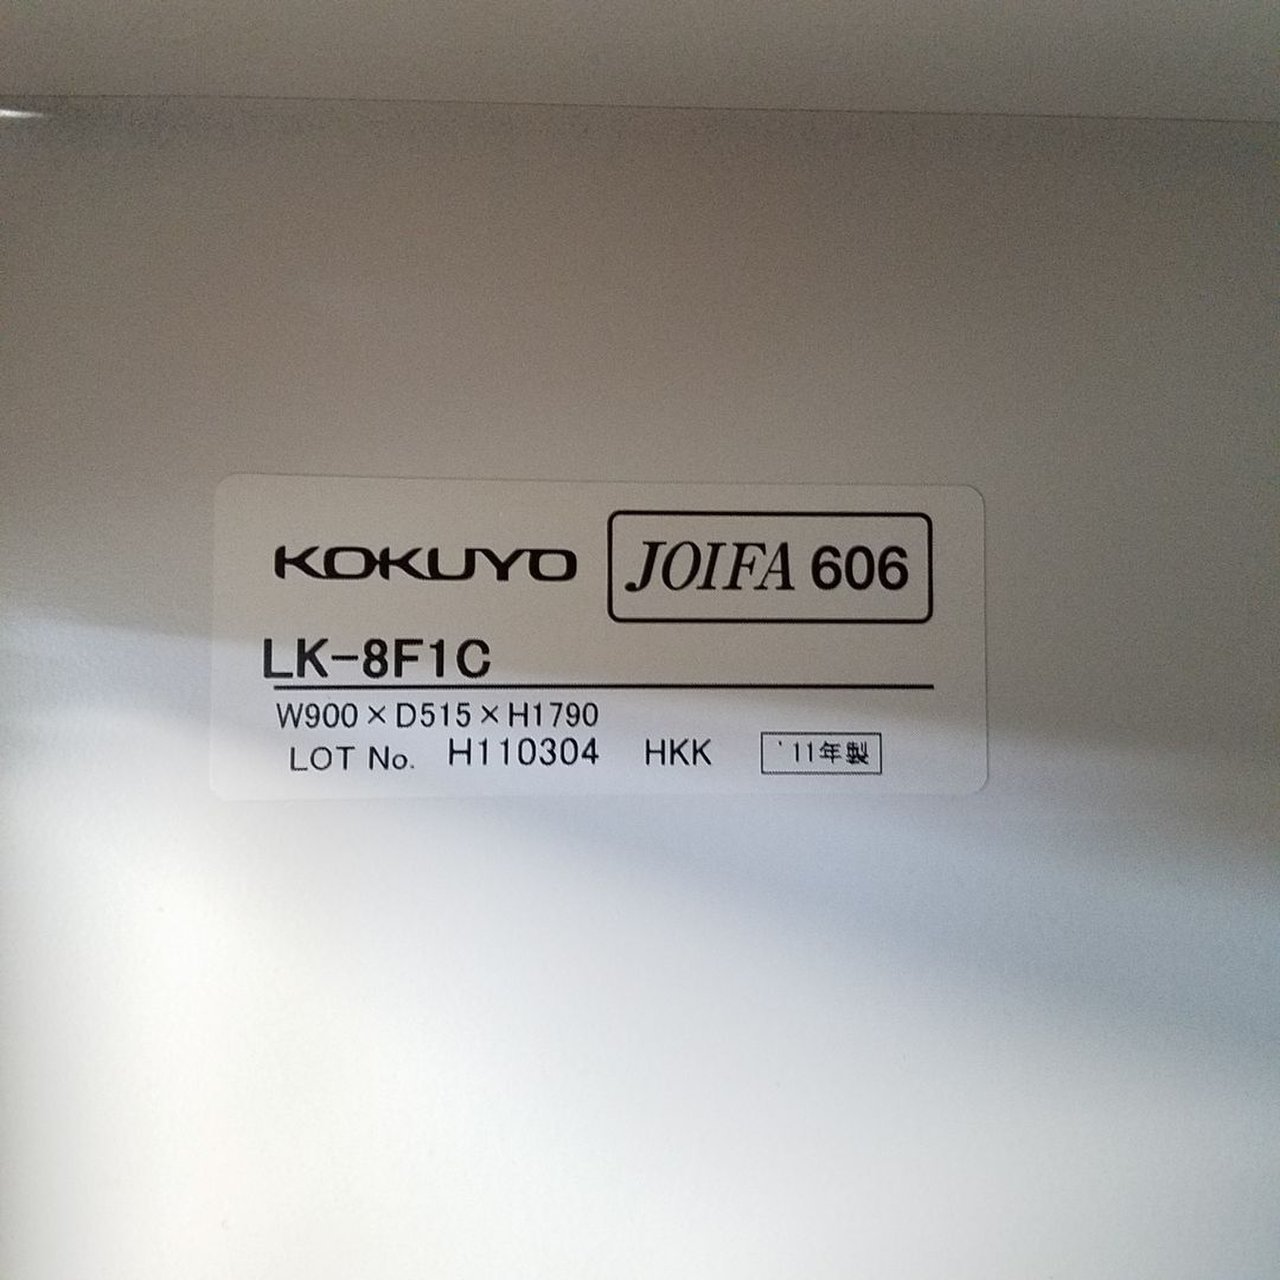 KOKUYO JOIFA 606
LK-8F1C
W900×D515×H1790
LOT No. H110304 HKK '11年製